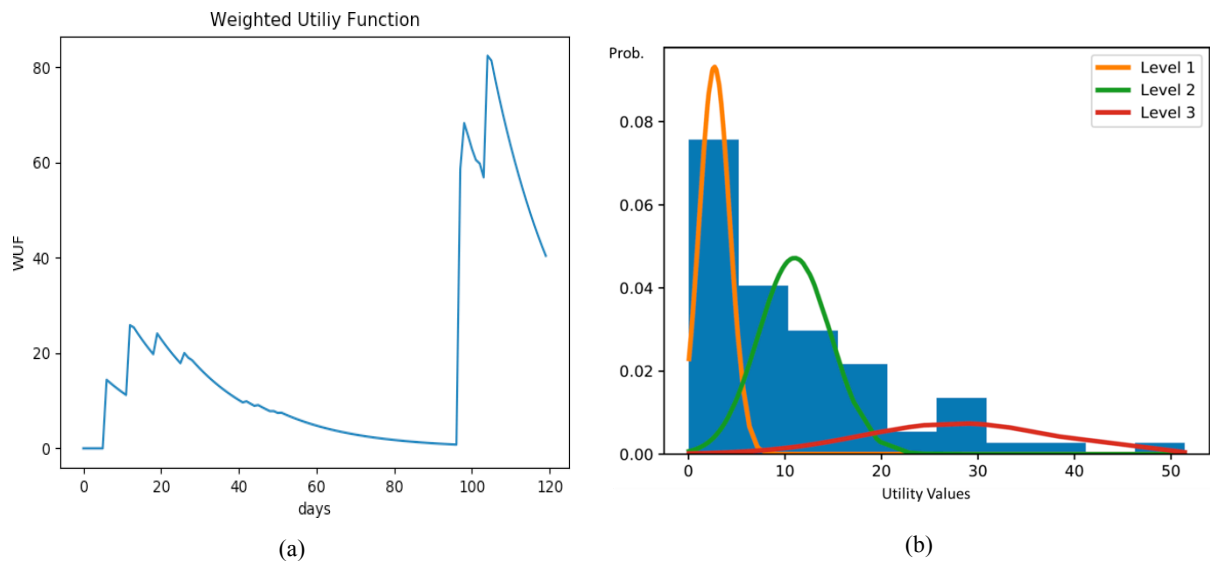 Weighted Utiliy Function
WUF
80
60
40
20
0
0 20 40 60 80 100 120
days
(a)
Prob.
0.08
0.06
0.04
0.02
0.00
0 10 20 30 40 50
Utility Values
Level 1
Level 2
Level 3
(b)